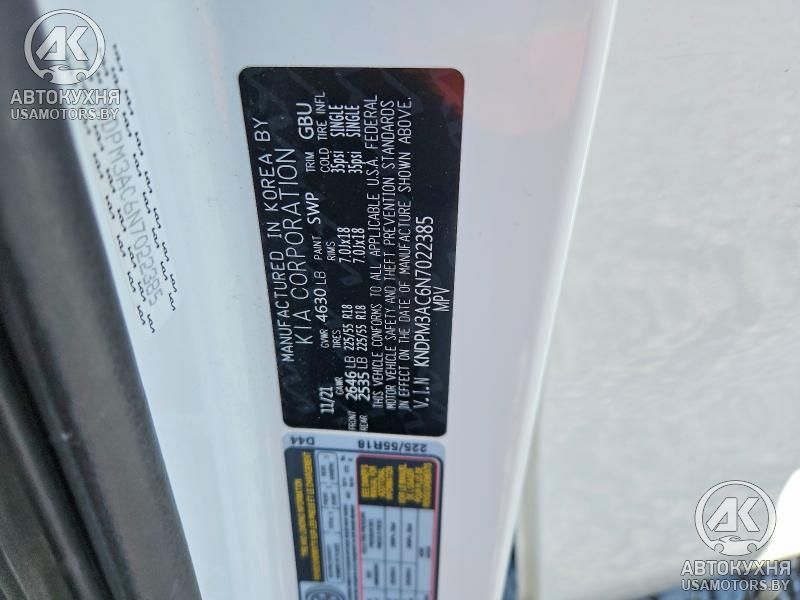 АК
АВТОКУХНЯ
USAMOTORS.BY
MANUFACTURED IN KOREA BY
KIA CORPORATION
11/21 GVWR 4630 LB PAINT SWP TRIM GBU
GAWR TIRES RIMS COLD TIRE INFL
FRONT 2646 LB 225/55 R18 7.0Jx18 35psi SINGLE
REAR 2535 LB 225/55 R18 7.0Jx18 35psi SINGLE
THIS VEHICLE CONFORMS TO ALL APPLICABLE U.S.A. FEDERAL
MOTOR VEHICLE SAFETY AND THEFT PREVENTION STANDARDS
IN EFFECT ON THE DATE OF MANUFACTURE, SHOWN ABOVE.
V.I.N KNDPM3AC6N7022385
MPV
D44 225/55R18
АК
АВТОКУХНЯ
USAMOTORS.BY